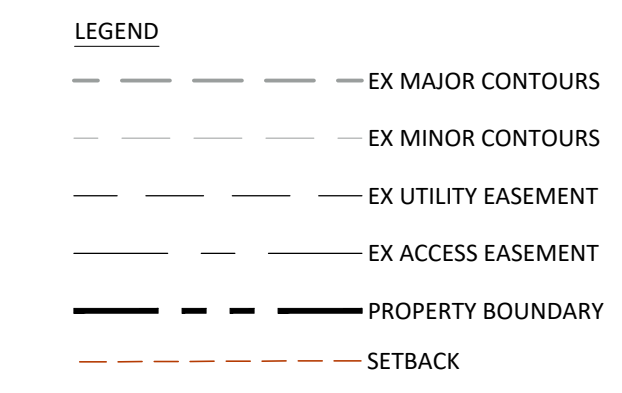 LEGEND
EX MAJOR CONTOURS
EX MINOR CONTOURS
EX UTILITY EASEMENT
EX ACCESS EASEMENT
PROPERTY BOUNDARY
SETBACK